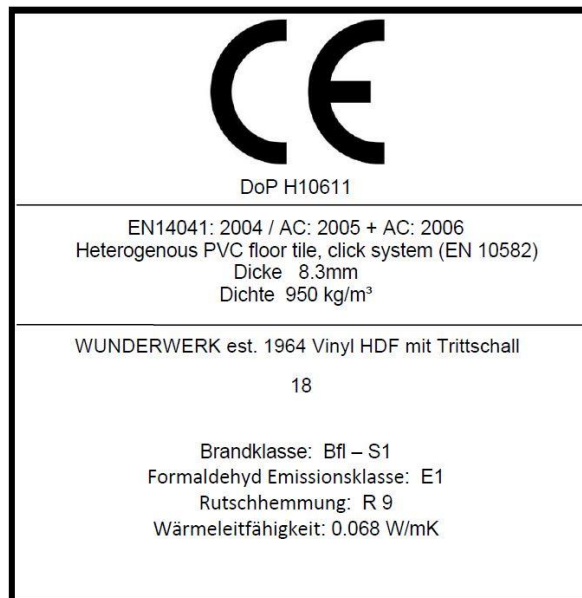 CE
DoP H10611
EN14041: 2004 / AC: 2005 + AC: 2006
Heterogenous PVC floor tile, click system (EN 10582)
Dicke 8.3mm
Dichte 950 kg/m³
WUNDERWERK est. 1964 Vinyl HDF mit Trittschall
18
Brandklasse: Bfl – S1
Formaldehyd Emissionsklasse: E1
Rutschhemmung: R 9
Wärmeleitfähigkeit: 0.068 W/mK